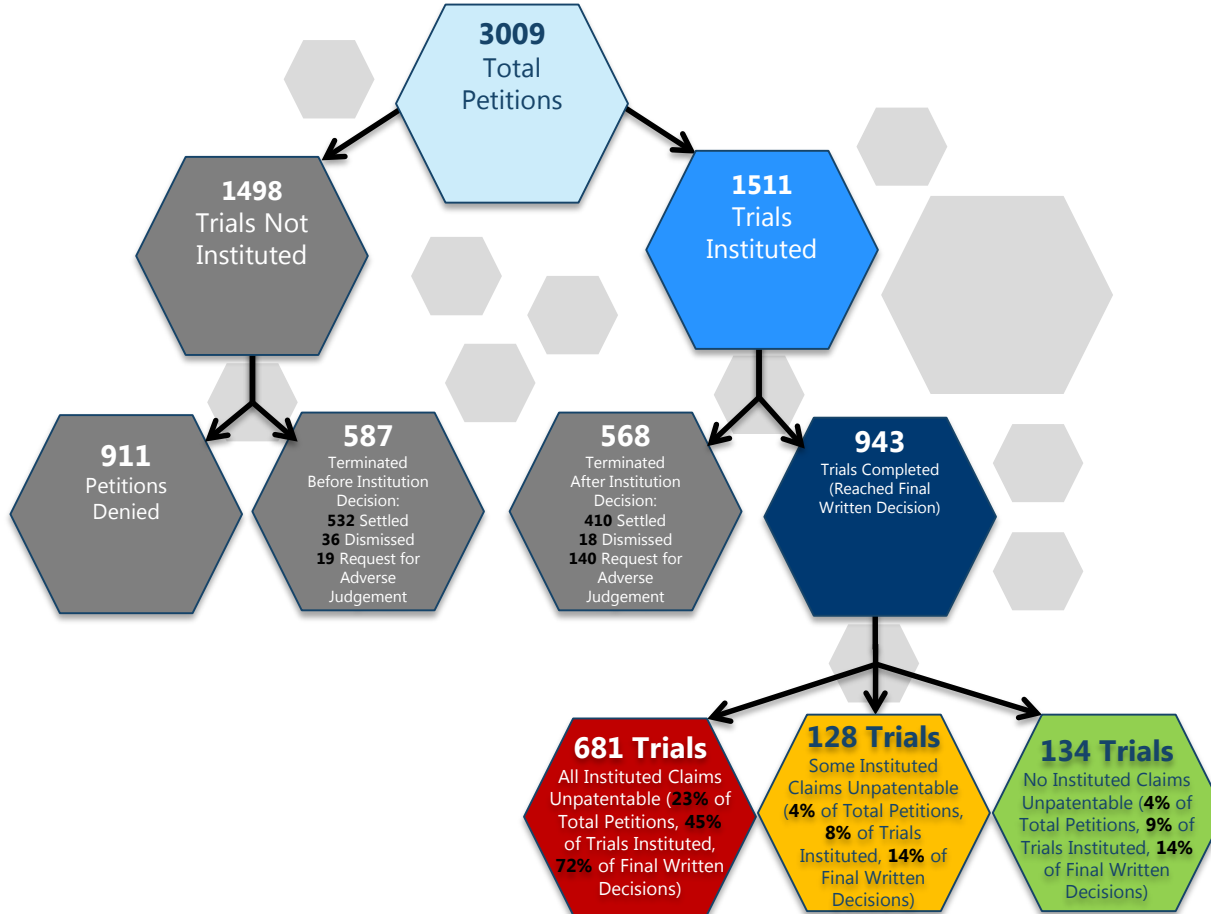 3009
Total
Petitions
1498
Trials Not
Instituted
1511
Trials
Instituted
911
Petitions
Denied
587
Terminated
Before Institution
Decision:
532 Settled
36 Dismissed
19 Request for
Adverse
Judgement
568
Terminated
After Institution
Decision:
410 Settled
18 Dismissed
140 Request for
Adverse
Judgement
943
Trials Completed
(Reached Final
Written Decision)
681 Trials
All Instituted Claims
Unpatentable (23% of
Total Petitions, 45%
of Trials Instituted,
72% of Final Written
Decisions)
128 Trials
Some Instituted
Claims Unpatentable
(4% of Total Petitions,
8% of Trials
Instituted, 14% of
Final Written
Decisions)
134 Trials
No Instituted Claims
Unpatentable (4% of
Total Petitions, 9% of
Trials Instituted, 14%
of Final Written
Decisions)